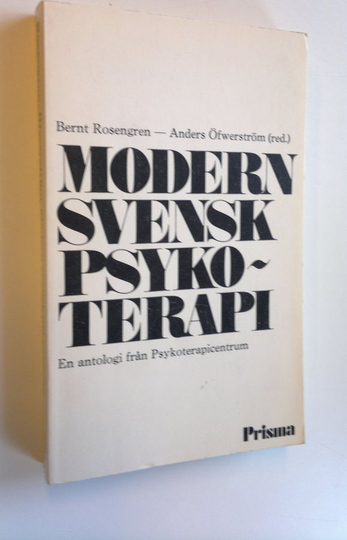 Bernt Rosengren — Anders Öfwerström (red.)
MODERN
SVENSK
PSYKO~
TERAPI
En antologi från Psykoterapicentrum
Prisma